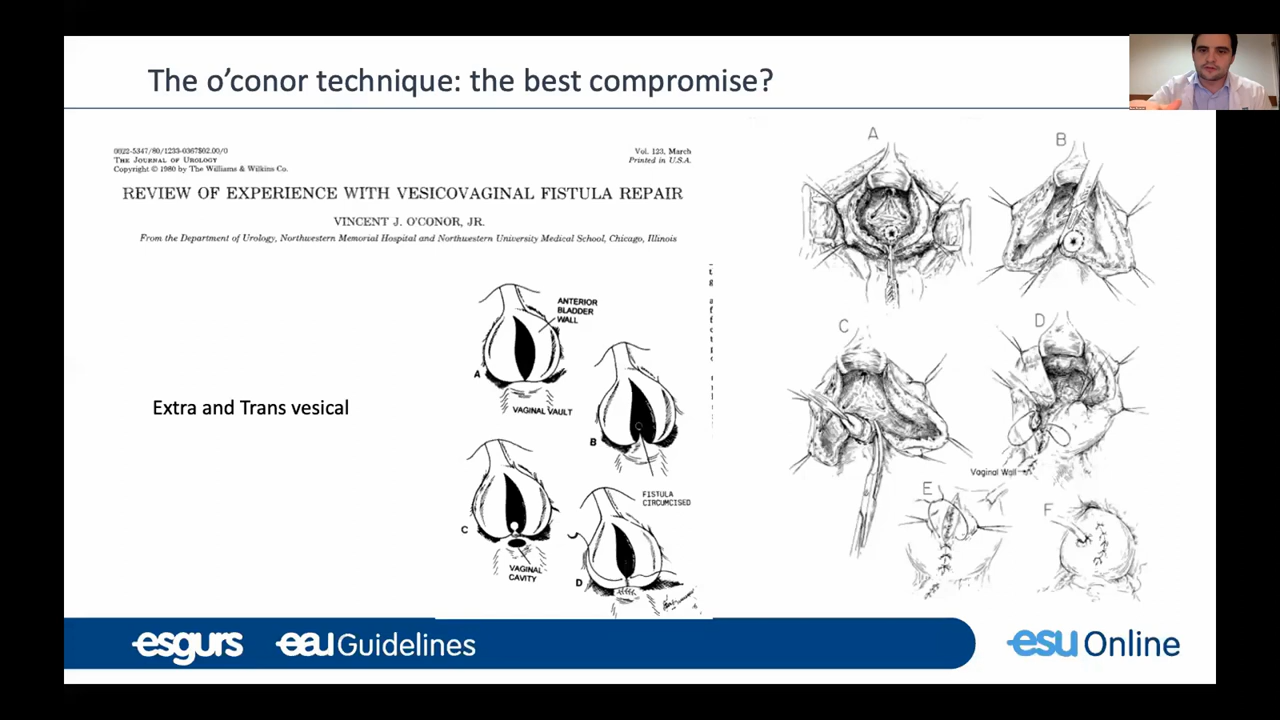 The o'conor technique: the best compromise?
0022-5347/80/1233-0367$02.00/0
THE JOURNAL OF UROLOGY
Copyright © 1980 by The Williams & Wilkins Co.
Vol. 123, March
Printed in U.S.A.
REVIEW OF EXPERIENCE WITH VESICOVAGINAL FISTULA REPAIR
VINCENT J. O'CONOR, JR.
From the Department of Urology, Northwestern Memorial Hospital and Northwestern University Medical School, Chicago, Illinois
Extra and Trans vesical
ANTERIOR
BLADDER
WALL
A
VAGINAL VAULT
B
FISTULA
CIRCUMCISED
C
VAGINAL
CAVITY
D
A
B
C
D
Vaginal Wall
E
F
esgurs
eau Guidelines
esu Online